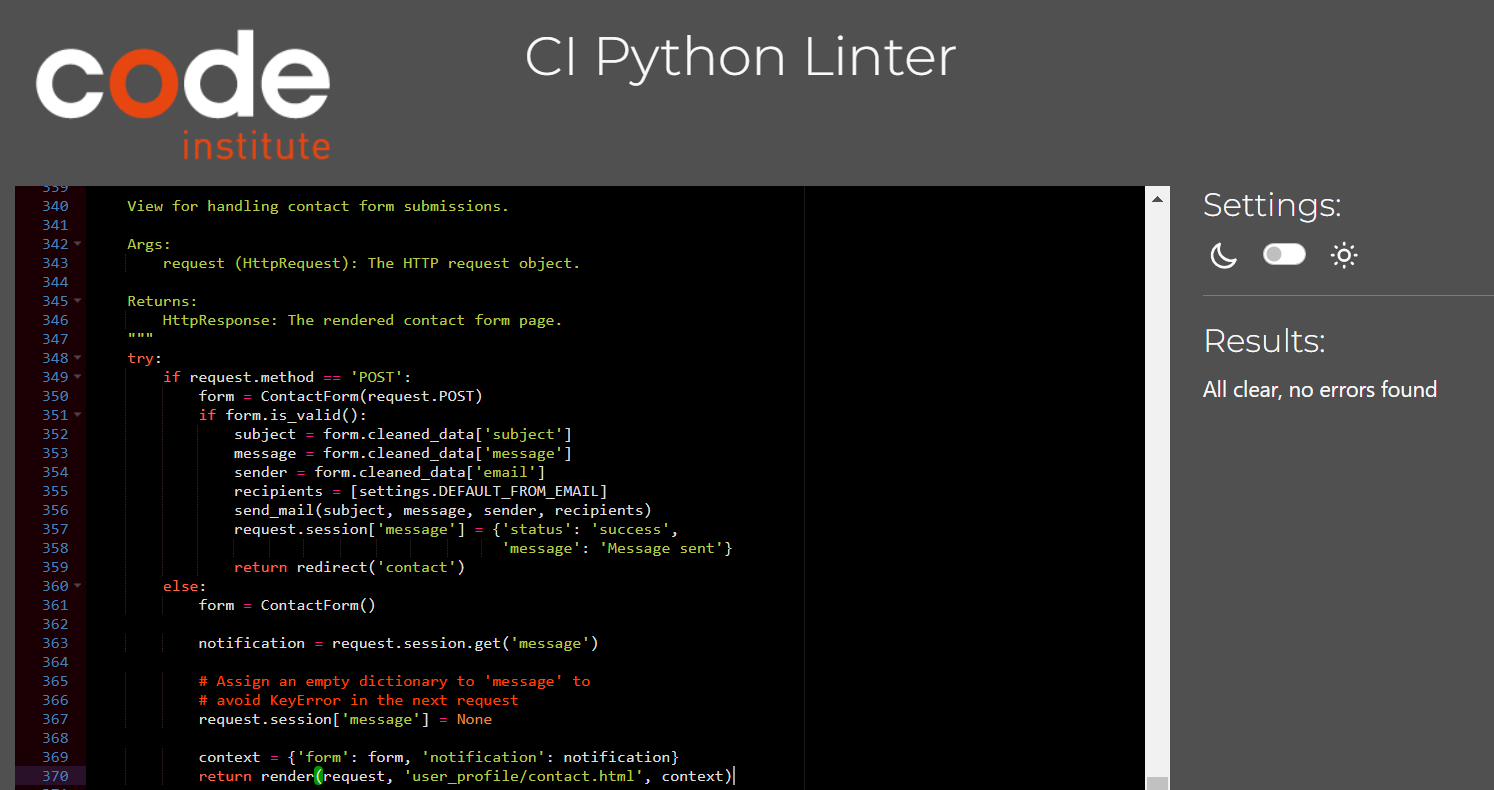 code
institute
CI Python Linter
339
340 View for handling contact form submissions.
341
342 Args:
343 request (HttpRequest): The HTTP request object.
344
345 Returns:
346 HttpResponse: The rendered contact form page.
347 """
348 try:
349 if request.method == 'POST':
350 form = ContactForm(request.POST)
351 if form.is_valid():
352 subject = form.cleaned_data['subject']
353 message = form.cleaned_data['message']
354 sender = form.cleaned_data['email']
355 recipients = [settings.DEFAULT_FROM_EMAIL]
356 send_mail(subject, message, sender, recipients)
357 request.session['message'] = {'status': 'success',
358 'message': 'Message sent'}
359 return redirect('contact')
360 else:
361 form = ContactForm()
362
363 notification = request.session.get('message')
364
365 # Assign an empty dictionary to 'message' to
366 # avoid KeyError in the next request
367 request.session['message'] = None
368
369 context = {'form': form, 'notification': notification}
370 return render(request, 'user_profile/contact.html', context)
Settings:
Results:
All clear, no errors found